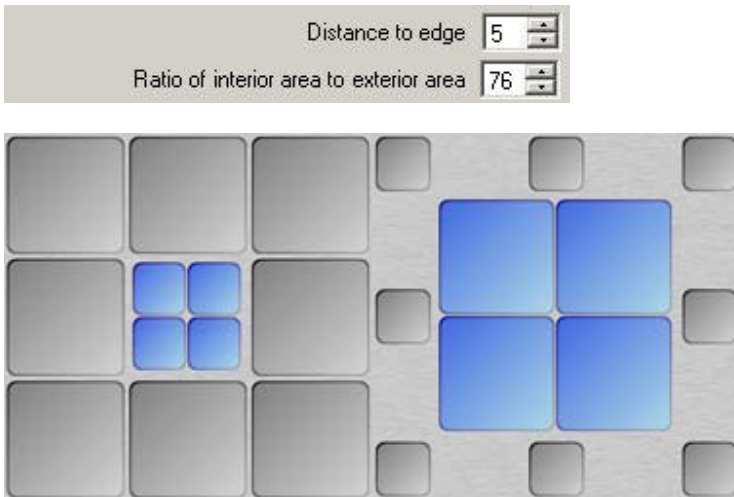 Distance to edge 5
Ratio of interior area to exterior area 76